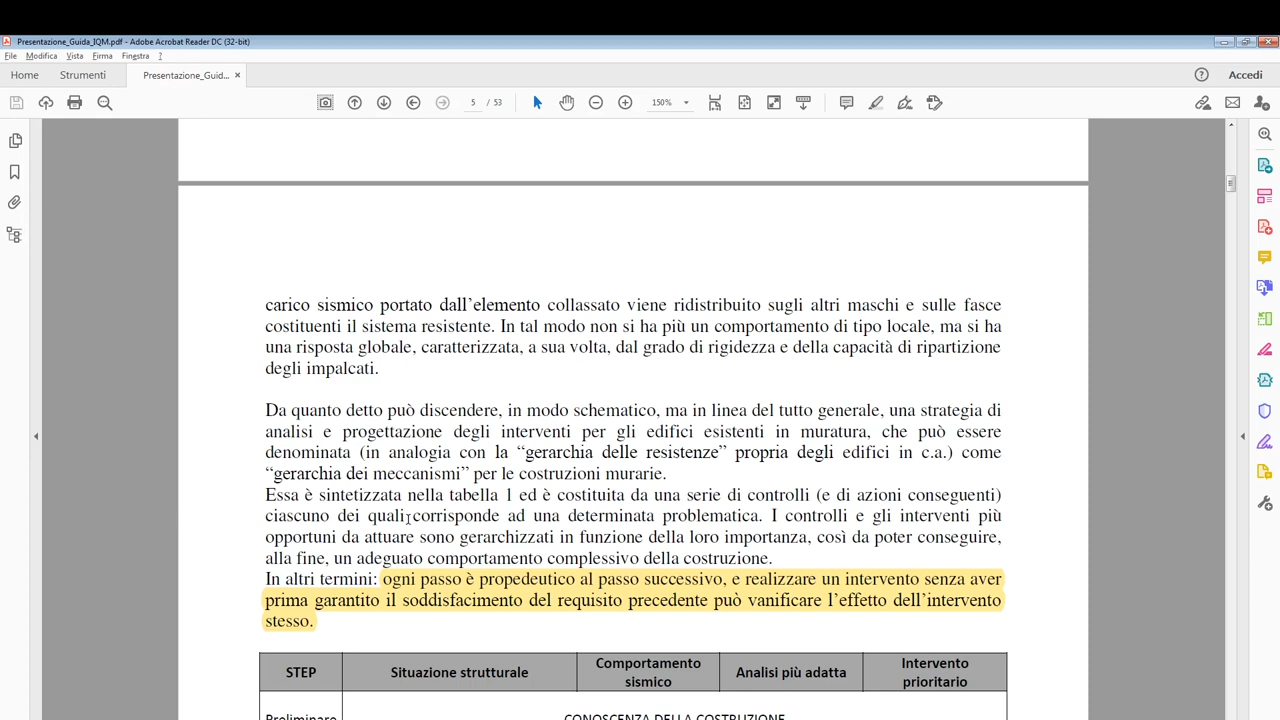 Presentazione_Guida_IQM.pdf - Adobe Acrobat Reader DC (32-bit)
File Modifica Vista Firma Finestra ?
Home Strumenti Presentazione_Guid... × Accedi
5 / 53 150%
carico sismico portato dall’elemento collassato viene ridistribuito sugli altri maschi e sulle fasce
costituenti il sistema resistente. In tal modo non si ha più un comportamento di tipo locale, ma si ha
una risposta globale, caratterizzata, a sua volta, dal grado di rigidezza e della capacità di ripartizione
degli impalcati.
Da quanto detto può discendere, in modo schematico, ma in linea del tutto generale, una strategia di
analisi e progettazione degli interventi per gli edifici esistenti in muratura, che può essere
denominata (in analogia con la “gerarchia delle resistenze” propria degli edifici in c.a.) come
“gerarchia dei meccanismi” per le costruzioni murarie.
Essa è sintetizzata nella tabella 1 ed è costituita da una serie di controlli (e di azioni conseguenti)
ciascuno dei quali corrisponde ad una determinata problematica. I controlli e gli interventi più
opportuni da attuare sono gerarchizzati in funzione della loro importanza, così da poter conseguire,
alla fine, un adeguato comportamento complessivo della costruzione.
In altri termini: ogni passo è propedeutico al passo successivo, e realizzare un intervento senza aver
prima garantito il soddisfacimento del requisito precedente può vanificare l’effetto dell’intervento
stesso.
STEP Situazione strutturale Comportamento sismico Analisi più adatta Intervento prioritario
Preliminare CONOSCENZA DELLA COSTRUZIONE